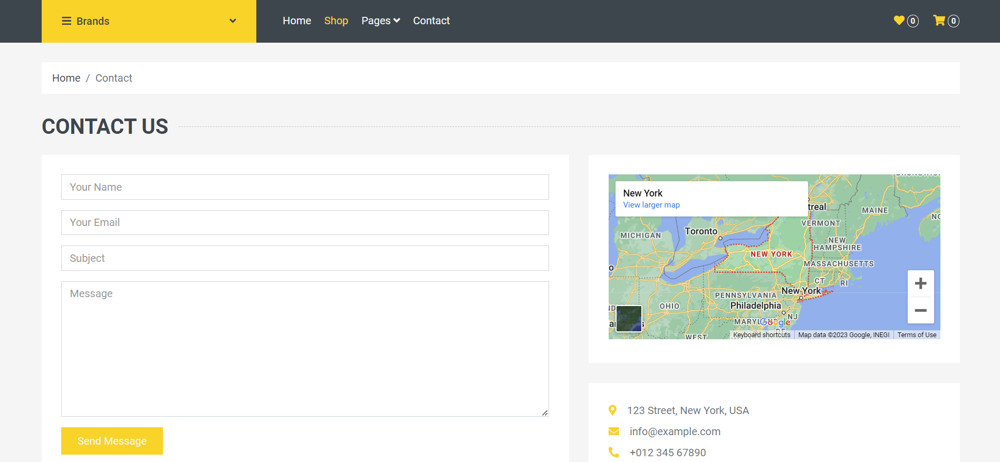 Brands
Home Shop Pages Contact
0 0
Home / Contact
CONTACT US
Your Name
Your Email
Subject
Message
Send Message
New York
View larger map
treal
MAINE
VERMONT
Toronto
MICHIGAN
NEW
HAMPSHIRE
NEW YORK
MASSACHUSETTS
CT
RI
New York
PENNSYLVANIA
OHIO
Philadelphia
NJ
Google
WEST
Keyboard shortcuts Map data ©2023 Google, INEGI Terms of Use
123 Street, New York, USA
info@example.com
+012 345 67890